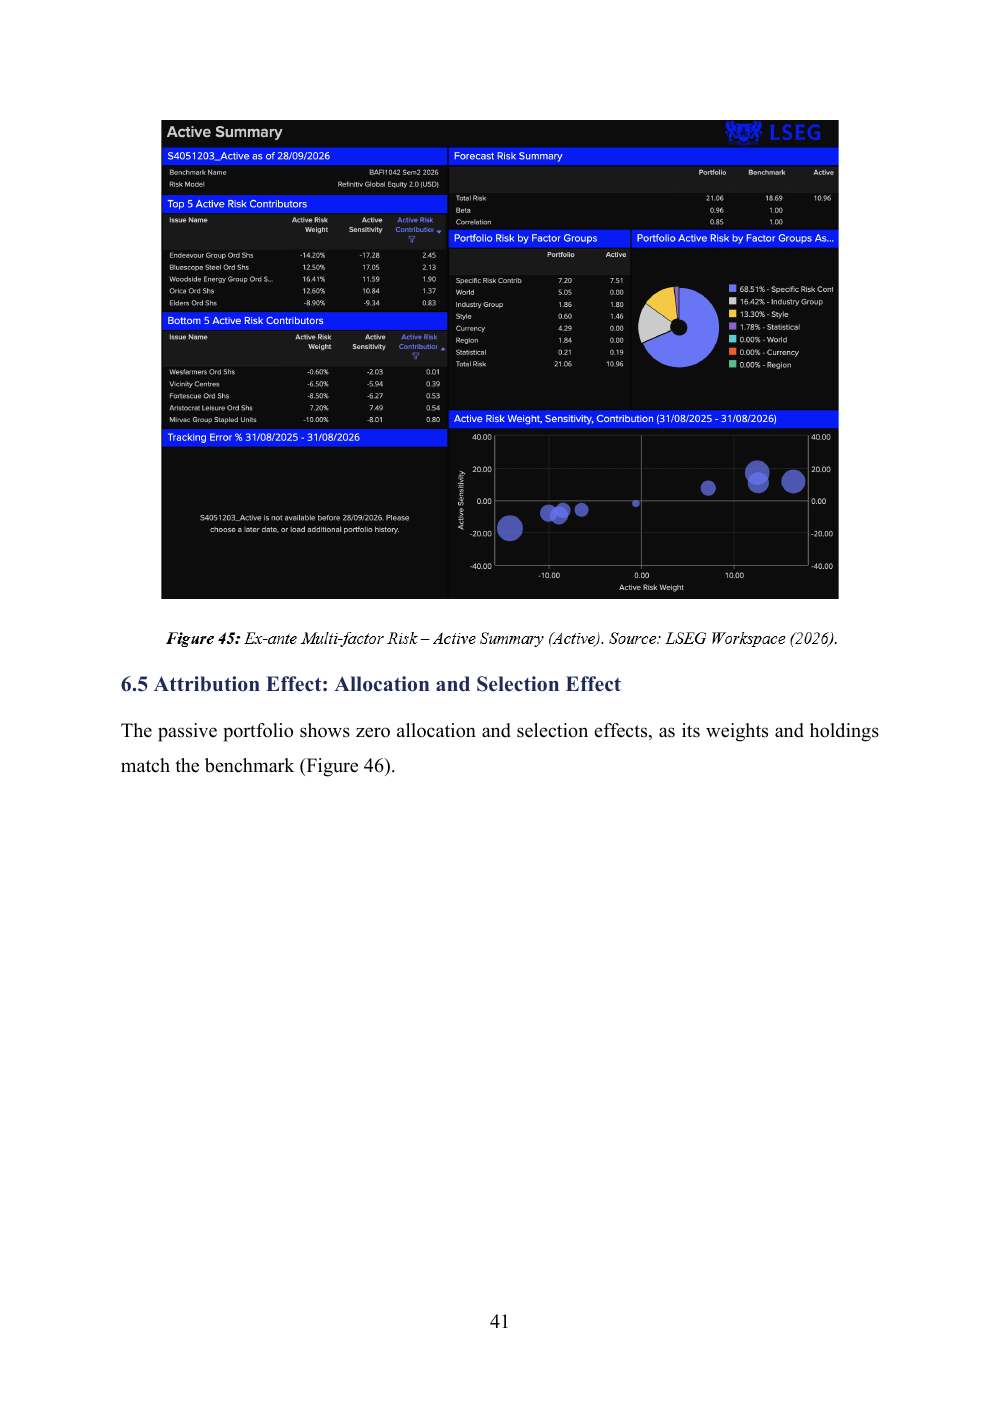 Active Summary
LSEG
S4051203_Active as of 28/09/2026
Benchmark Name BAFI1042 Sem2 2026
Risk Model Refinitiv Global Equity 2.0 (USD)
Top 5 Active Risk Contributors
Issue Name Active Risk Weight Active Sensitivity Active Risk Contributior
Endeavour Group Ord Shs -14.20% -17.28 2.45
Bluescope Steel Ord Shs 12.50% 17.05 2.13
Woodside Energy Group Ord S... 16.41% 11.59 1.90
Orica Ord Shs 12.60% 10.84 1.37
Elders Ord Shs -8.90% -9.34 0.83
Bottom 5 Active Risk Contributors
Issue Name Active Risk Weight Active Sensitivity Active Risk Contributior
Wesfarmers Ord Shs -0.60% -2.03 0.01
Vicinity Centres -6.50% -5.94 0.39
Fortescue Ord Shs -8.50% -6.27 0.53
Aristocrat Leisure Ord Shs 7.20% 7.49 0.54
Mirvac Group Stapled Units -10.00% -8.01 0.80
Tracking Error % 31/08/2025 - 31/08/2026
S4051203_Active is not available before 28/09/2026. Please
choose a later date, or load additional portfolio history.
Forecast Risk Summary
Portfolio Benchmark Active
Total Risk 21.06 18.69 10.96
Beta 0.96 1.00
Correlation 0.85 1.00
Portfolio Risk by Factor Groups
Portfolio Active
Specific Risk Contrib 7.20 7.51
World 5.05 0.00
Industry Group 1.86 1.80
Style 0.60 1.46
Currency 4.29 0.00
Region 1.84 0.00
Statistical 0.21 0.19
Total Risk 21.06 10.96
Portfolio Active Risk by Factor Groups As...
68.51% - Specific Risk Cont
16.42% - Industry Group
13.30% - Style
1.78% - Statistical
0.00% - World
0.00% - Currency
0.00% - Region
Active Risk Weight, Sensitivity, Contribution (31/08/2025 - 31/08/2026)
Active Sensitivity
40.00 40.00
20.00 20.00
0.00 0.00
-20.00 -20.00
-40.00 -40.00
-10.00 0.00 10.00
Active Risk Weight
Figure 45: Ex-ante Multi-factor Risk – Active Summary (Active). Source: LSEG Workspace (2026).
6.5 Attribution Effect: Allocation and Selection Effect
The passive portfolio shows zero allocation and selection effects, as its weights and holdings
match the benchmark (Figure 46).
41